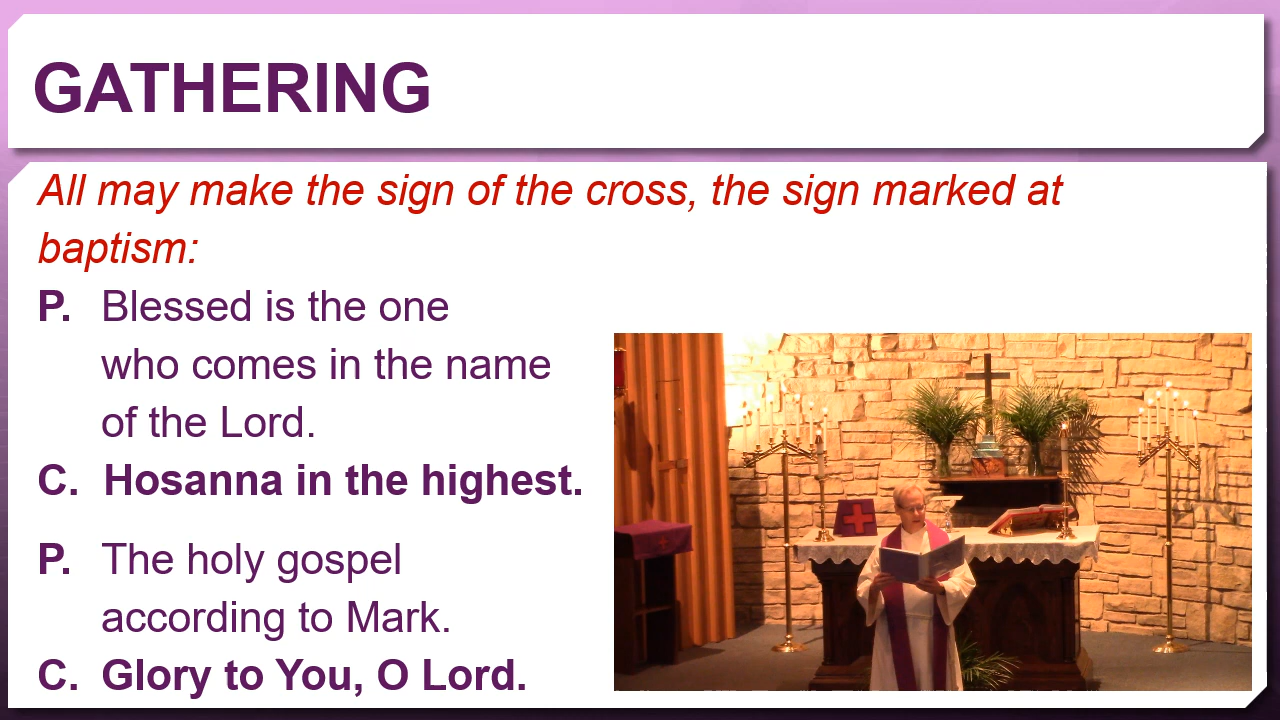 GATHERING
All may make the sign of the cross, the sign marked at
baptism:
P. Blessed is the one
who comes in the name
of the Lord.
C. Hosanna in the highest.
P. The holy gospel
according to Mark.
C. Glory to You, O Lord.